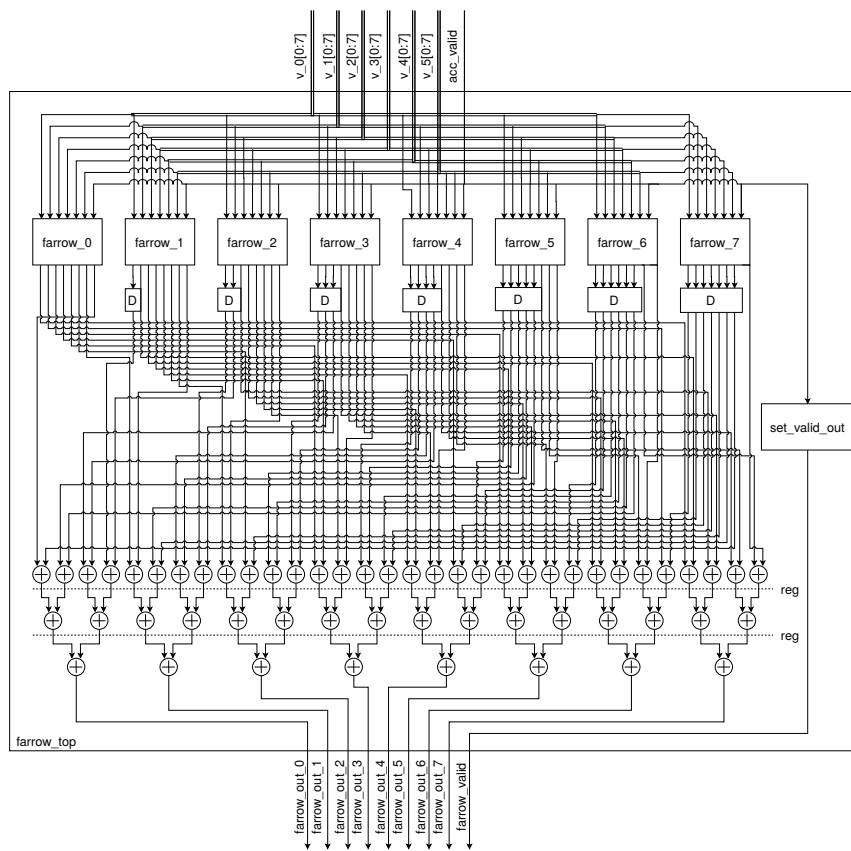 v_0[0:7]
v_1[0:7]
v_2[0:7]
v_3[0:7]
v_4[0:7]
v_5[0:7]
acc_valid
farrow_0
farrow_1
farrow_2
farrow_3
farrow_4
farrow_5
farrow_6
farrow_7
D
D
D
D
D
D
D
set_valid_out
reg
reg
farrow_top
farrow_out_0
farrow_out_1
farrow_out_2
farrow_out_3
farrow_out_4
farrow_out_5
farrow_out_6
farrow_out_7
farrow_valid